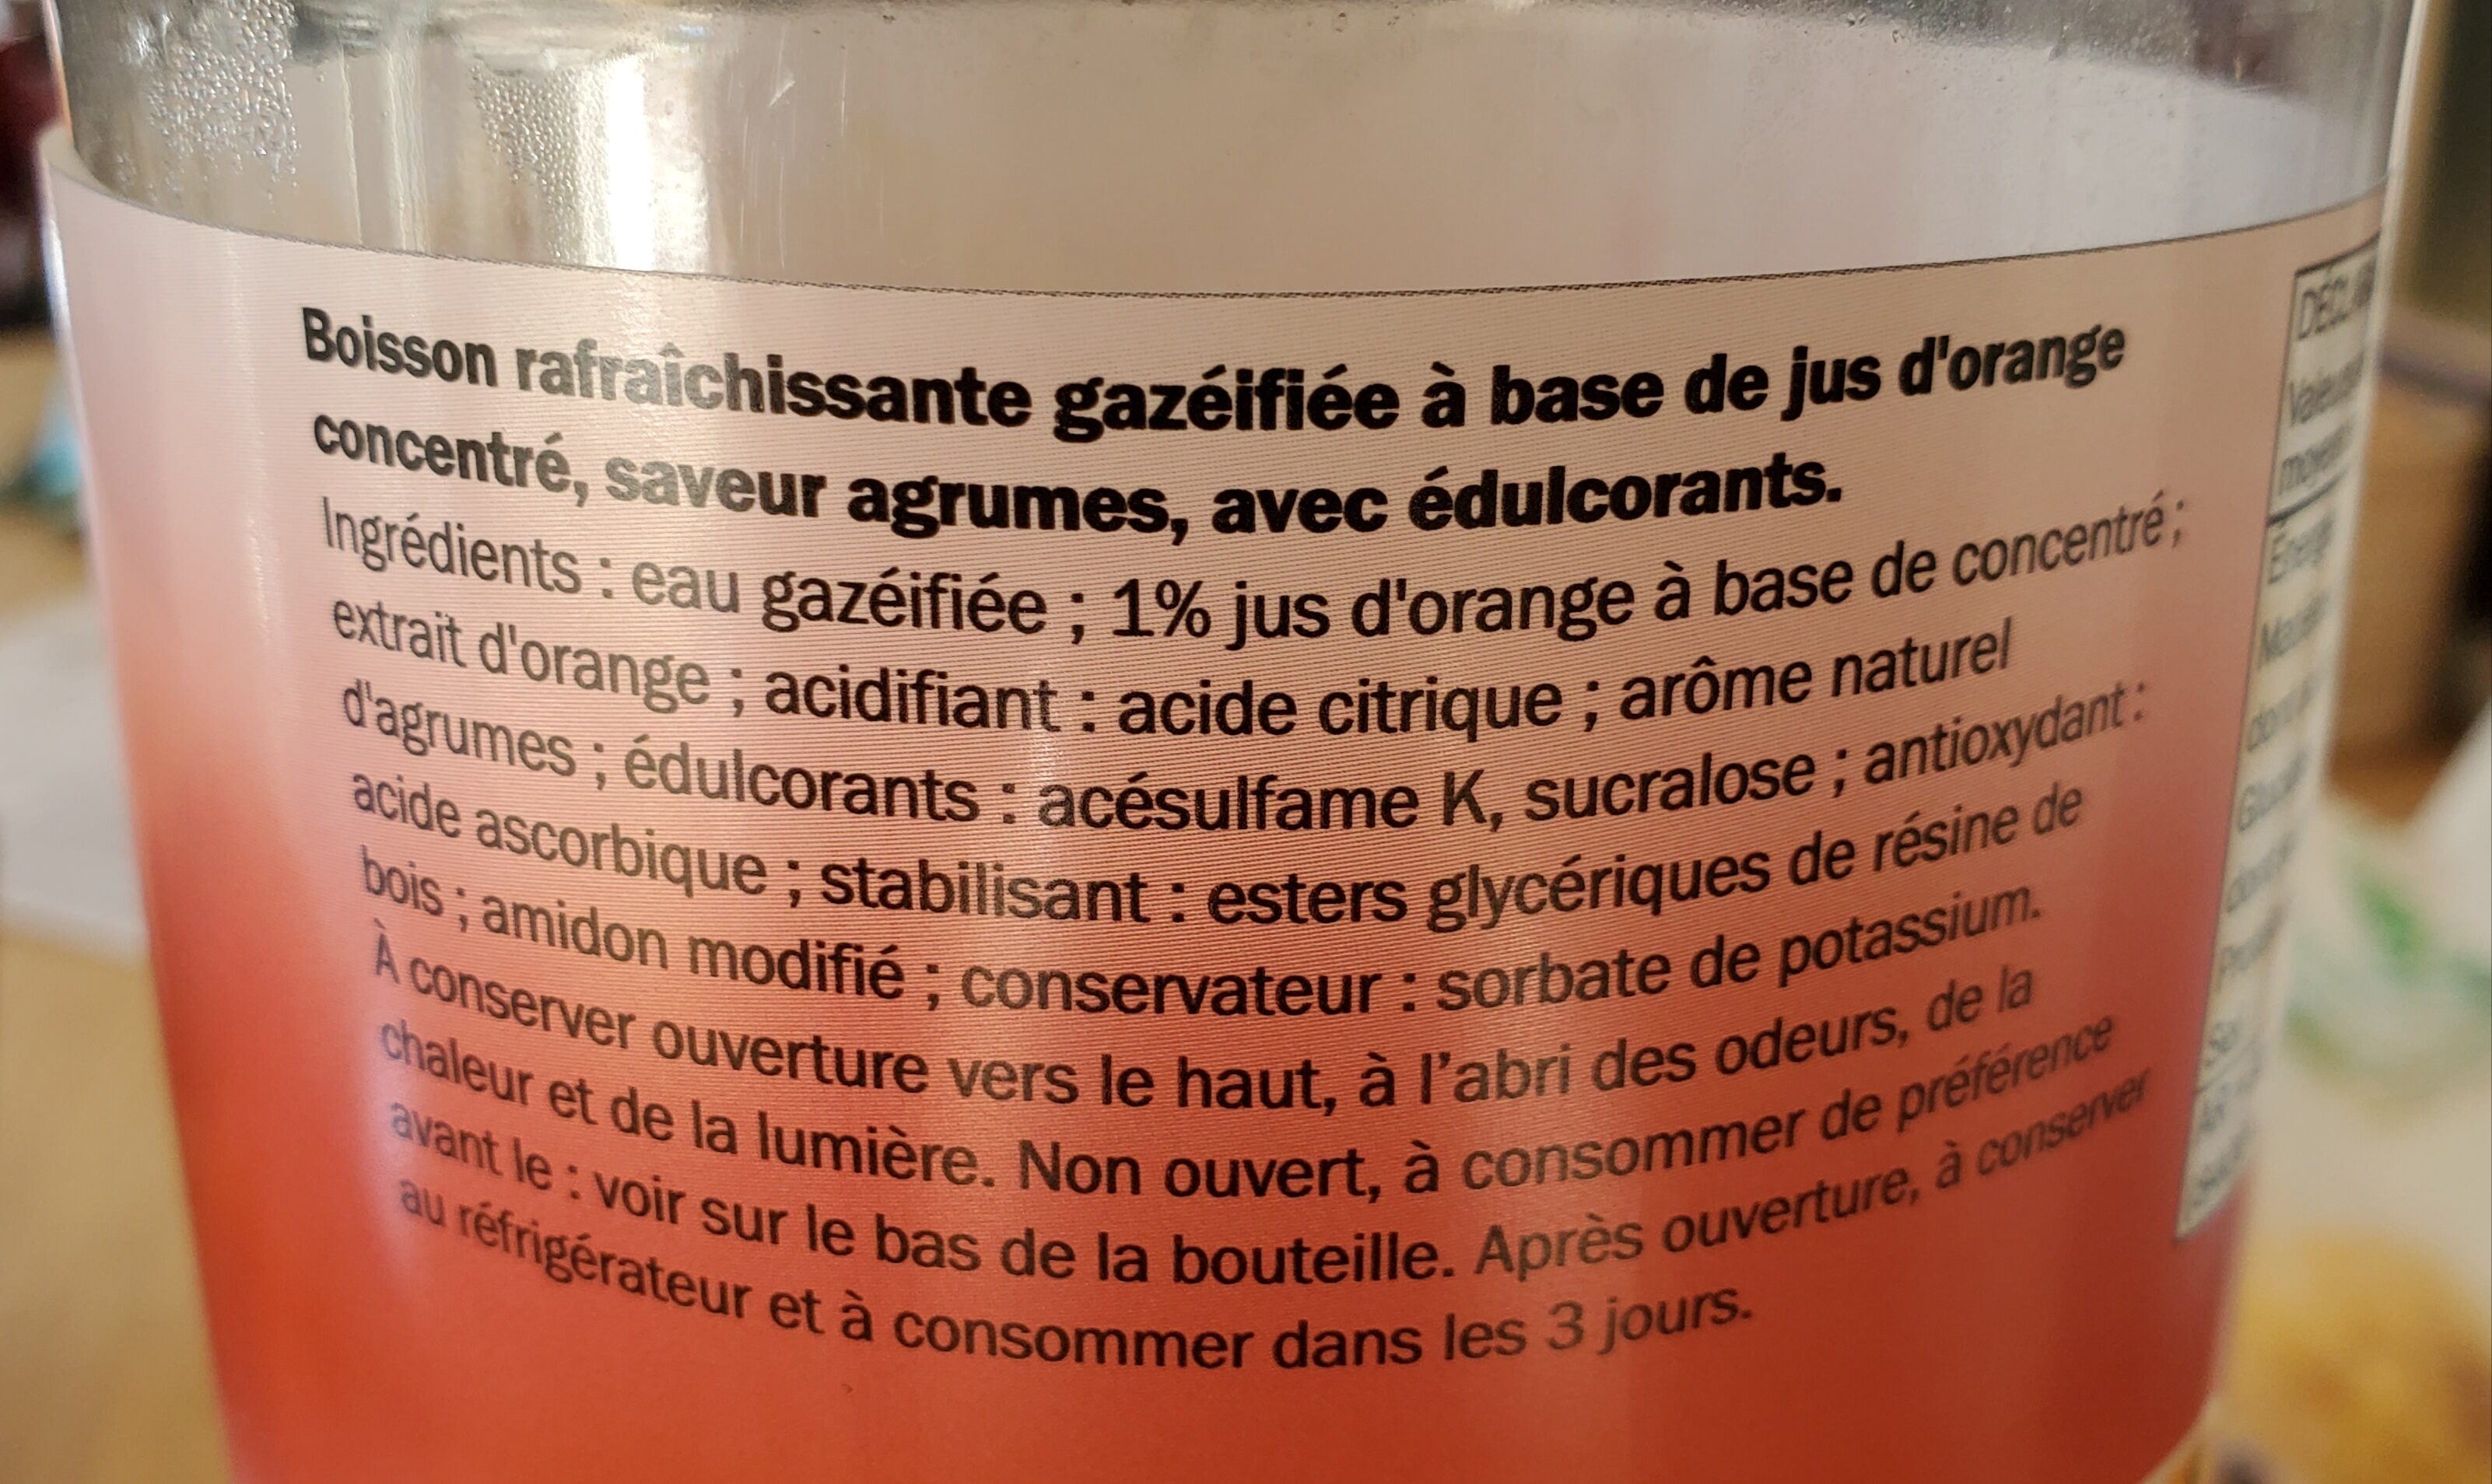 Boisson rafraîchissante gazéifiée à base de jus d'orange
concentré, saveur agrumes, avec édulcorants.
Ingrédients : eau gazéifiée ; 1% jus d'orange à base de concentré ;
extrait d'orange ; acidifiant : acide citrique ; arôme naturel
d'agrumes ; édulcorants : acésulfame K, sucralose ; antioxydant :
acide ascorbique ; stabilisant : esters glycériques de résine de
bois ; amidon modifié ; conservateur : sorbate de potassium.
À conserver ouverture vers le haut, à l’abri des odeurs, de la
chaleur et de la lumière. Non ouvert, à consommer de préférence
avant le : voir sur le bas de la bouteille. Après ouverture, à conserver
au réfrigérateur et à consommer dans les 3 jours.